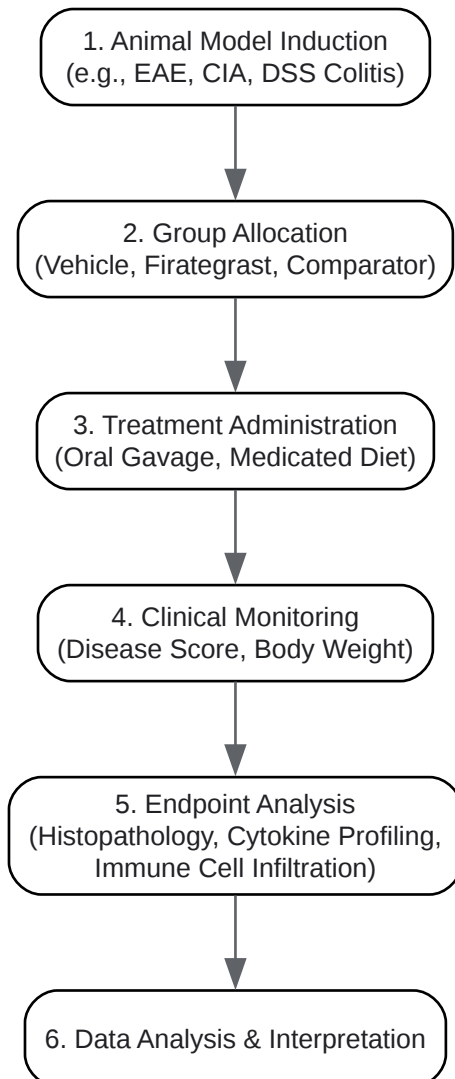 1. Animal Model Induction
(e.g., EAE, CIA, DSS Colitis)
2. Group Allocation
(Vehicle, Firategrast, Comparator)
3. Treatment Administration
(Oral Gavage, Medicated Diet)
4. Clinical Monitoring
(Disease Score, Body Weight)
5. Endpoint Analysis
(Histopathology, Cytokine Profiling,
Immune Cell Infiltration)
6. Data Analysis & Interpretation